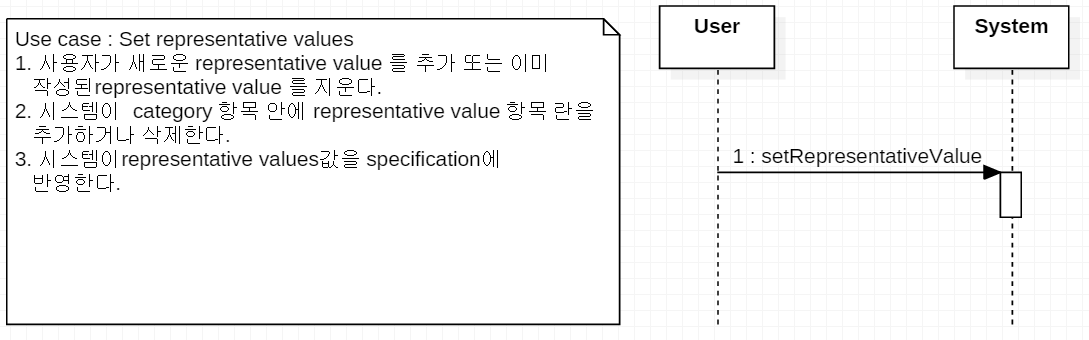 Use case : Set representative values
1. 사용자가 새로운 representative value 를 추가 또는 이미
작성된representative value 를 지운다.
2. 시스템이  category 항목 안에 representative value 항목 란을
추가하거나 삭제한다.
3. 시스템이representative values값을 specification에
반영한다.
User
System
1 : setRepresentativeValue